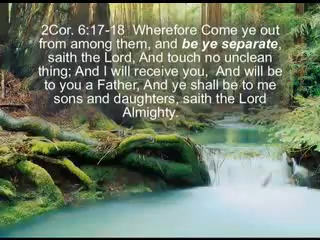 2Cor. 6:17-18  Wherefore Come ye out
from among them, and be ye separate,
saith the Lord, And touch no unclean
thing; And I will receive you,  And will be
to you a Father, And ye shall be to me
sons and daughters, saith the Lord
Almighty.